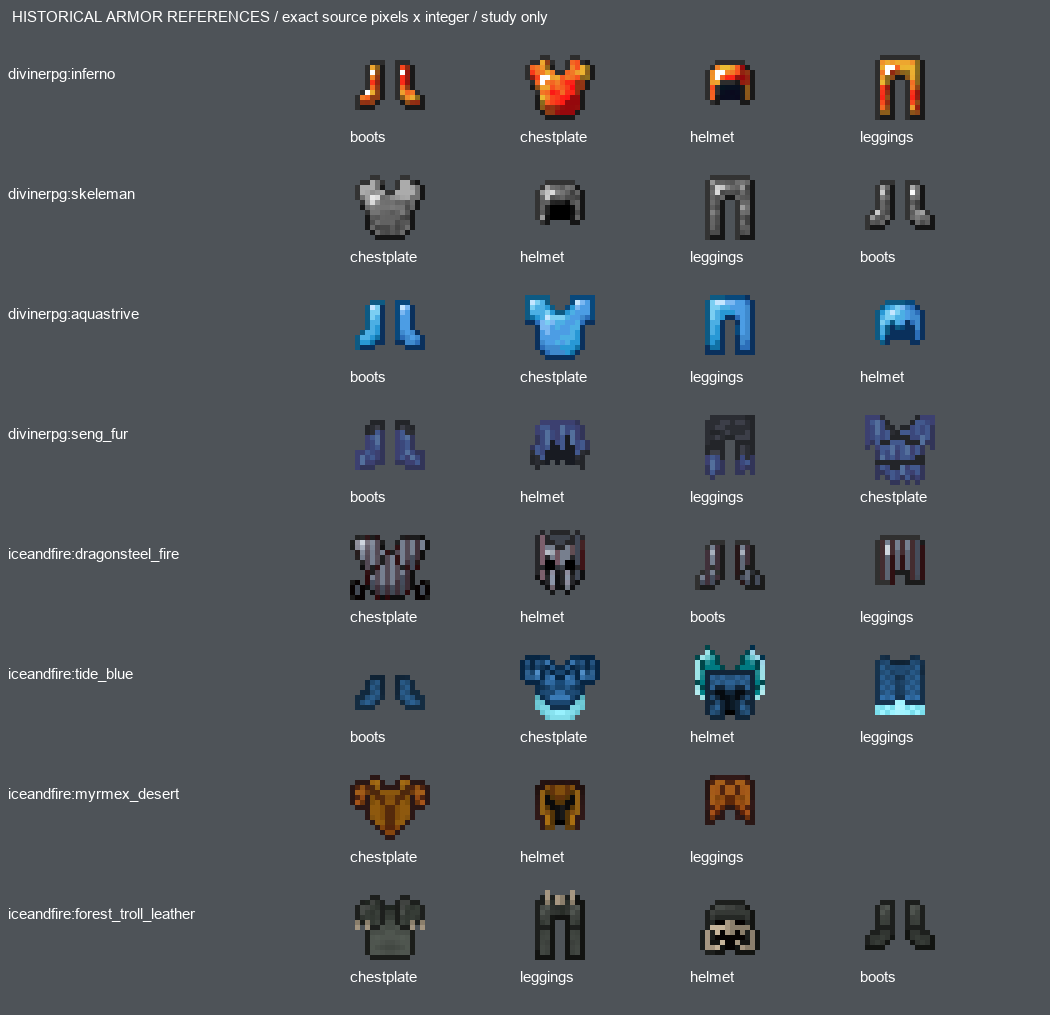 HISTORICAL ARMOR REFERENCES / exact source pixels x integer / study only
divinerpg:inferno
boots chestplate helmet leggings
divinerpg:skeleman
chestplate helmet leggings boots
divinerpg:aquastrive
boots chestplate leggings helmet
divinerpg:seng_fur
boots helmet leggings chestplate
iceandfire:dragonsteel_fire
chestplate helmet boots leggings
iceandfire:tide_blue
boots chestplate helmet leggings
iceandfire:myrmex_desert
chestplate helmet leggings
iceandfire:forest_troll_leather
chestplate leggings helmet boots